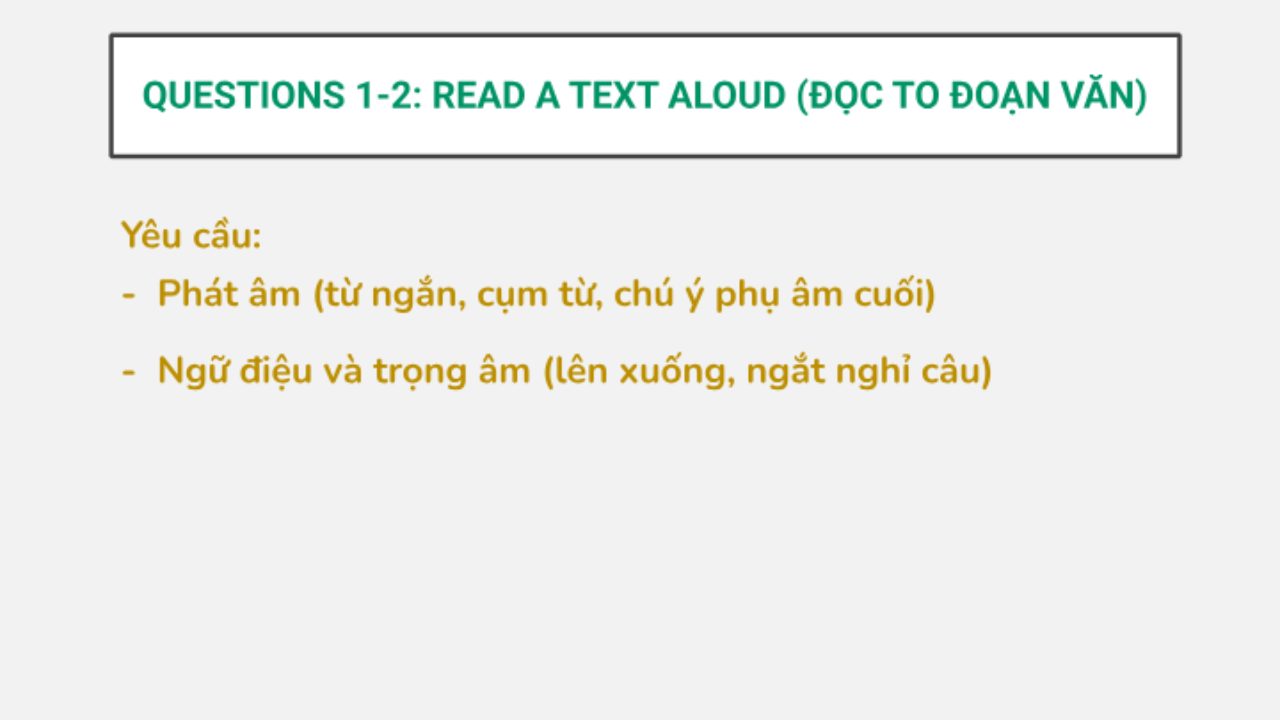 QUESTIONS 1-2: READ A TEXT ALOUD (ĐỌC TO ĐOẠN VĂN)
Yêu cầu:
- Phát âm (từ ngắn, cụm từ, chú ý phụ âm cuối)
- Ngữ điệu và trọng âm (lên xuống, ngắt nghỉ câu)